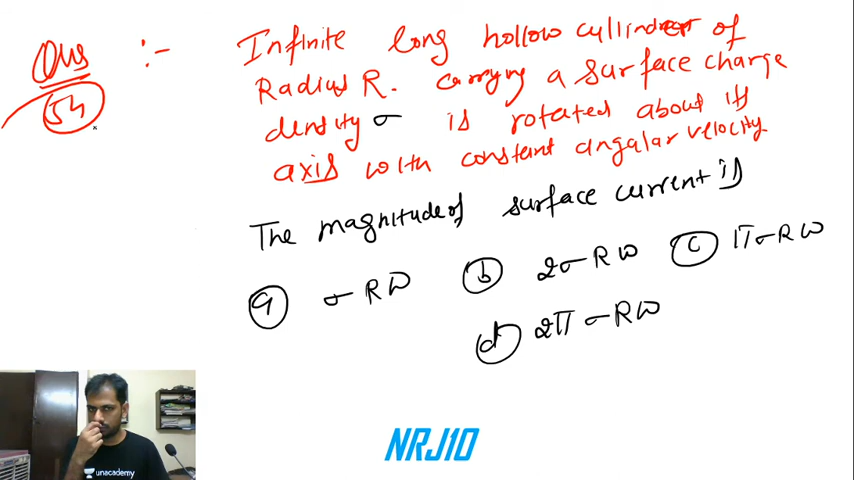 Ques :-
54
Infinite long hollow cylinder of
Radius R. carrying a surface charge
density σ is rotated about its
axis with constant angular velocity
The magnitude of surface current is
(a) σRω (b) 2σRω (c) πσRω
(d) 2πσRω
unacademy
NRJ10